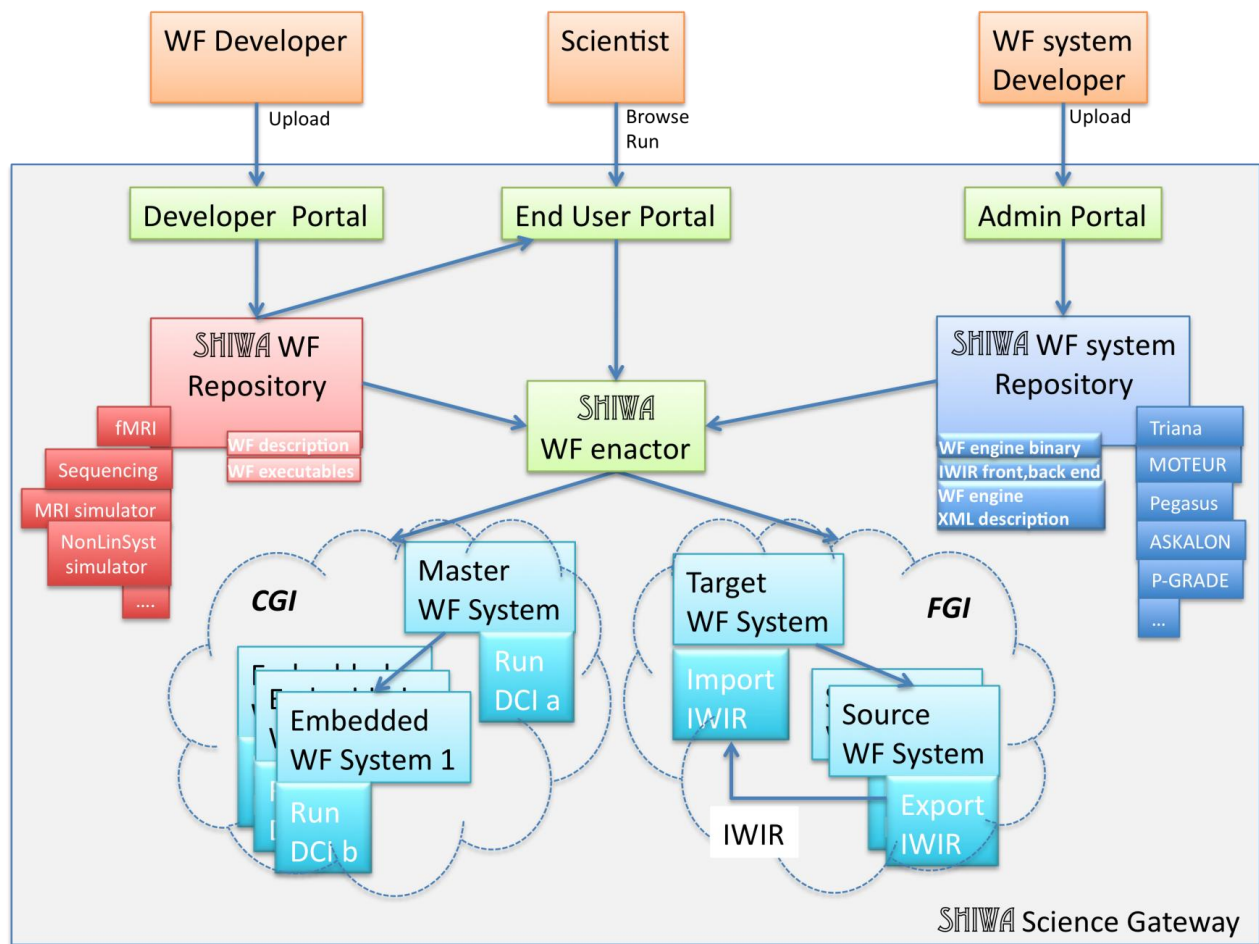 WF Developer
Scientist
WF system
Developer
Upload
Browse
Run
Upload
Developer Portal
End User Portal
Admin Portal
SHIWA WF
Repository
SHIWA WF system
Repository
SHIWA
WF enactor
fMRI
Sequencing
MRI simulator
NonLinSyst
simulator
....
WF description
WF executables
WF engine binary
IWIR front,back end
WF engine
XML description
Triana
MOTEUR
Pegasus
ASKALON
P-GRADE
...
CGI
Master
WF System
Run
DCI a
Embedded
WF System 1
Run
DCI b
Target
WF System
FGI
Import
IWIR
Source
WF System
Export
IWIR
IWIR
SHIWA Science Gateway